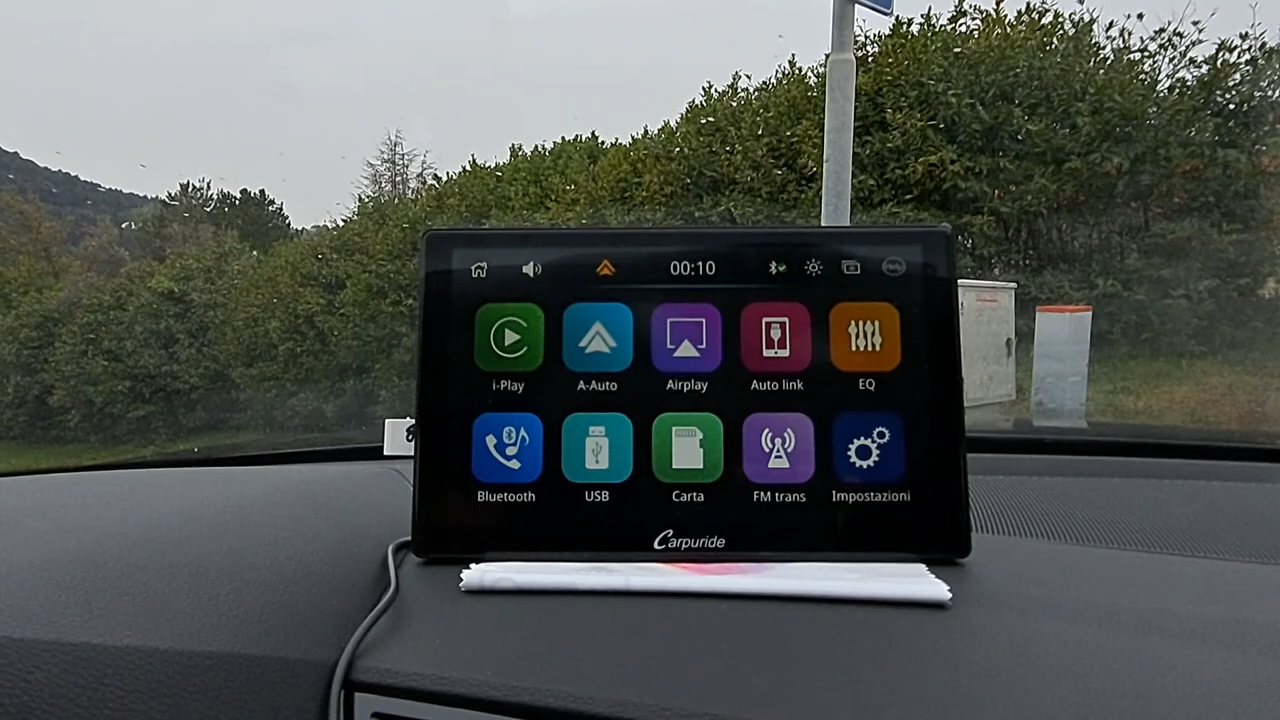 00:10
i-Play
A-Auto
Airplay
Auto link
EQ
Bluetooth
USB
Carta
FM trans
Impostazioni
Carpuride